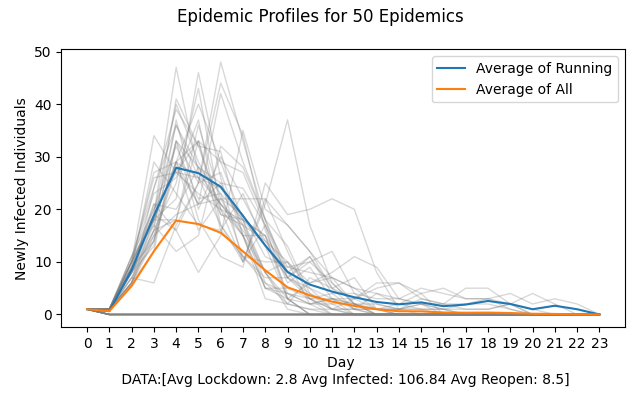 Epidemic Profiles for 50 Epidemics
Newly Infected Individuals
50
40
30
20
10
0
Average of Running
Average of All
0 1 2 3 4 5 6 7 8 9 10 11 12 13 14 15 16 17 18 19 20 21 22 23
Day
DATA:[Avg Lockdown: 2.8 Avg Infected: 106.84 Avg Reopen: 8.5]